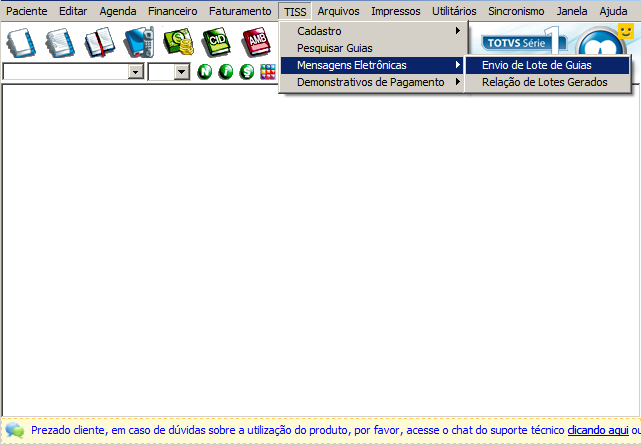 Paciente Editar Agenda Financeiro Faturamento TISS Arquivos Impressos Utilitários Sincronismo Janela Ajuda
Cadastro
Pesquisar Guias
Mensagens Eletrônicas
Demonstrativos de Pagamento
Envio de Lote de Guias
Relação de Lotes Gerados
CID
AMB
TOTVS Série 1
N
T
S
Prezado cliente, em caso de dúvidas sobre a utilização do produto, por favor, acesse o chat do suporte técnico clicando aqui ou